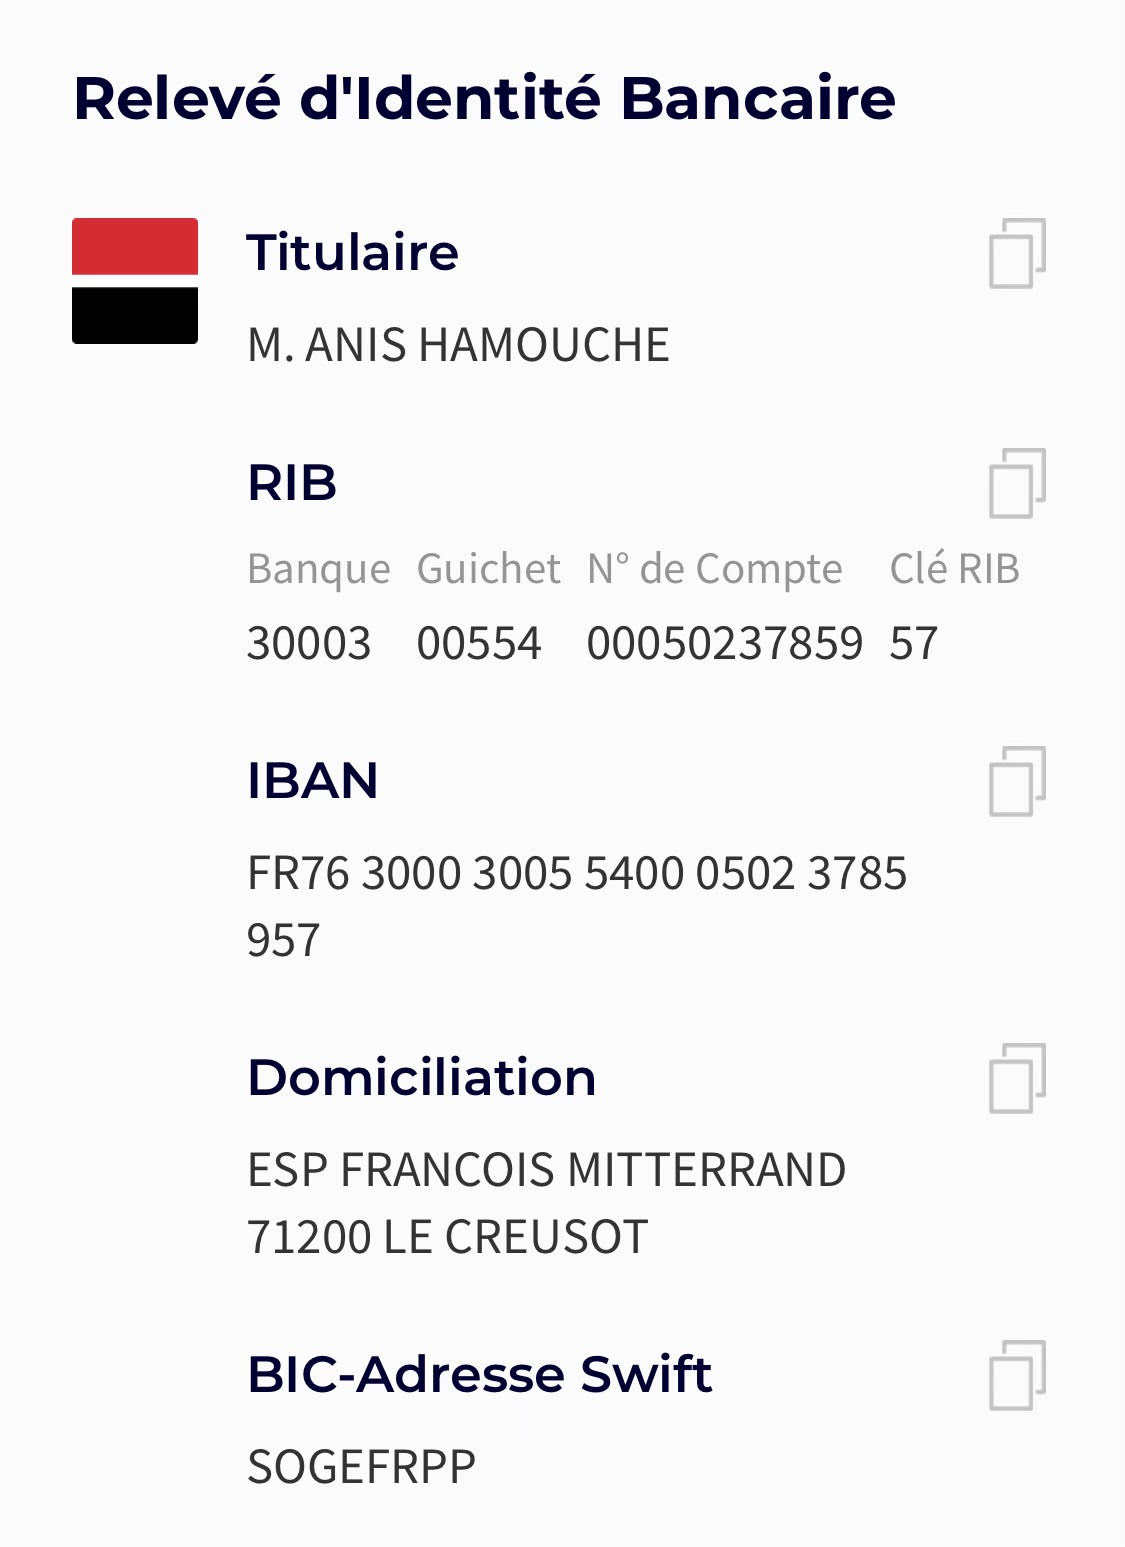 Relevé d'Identité Bancaire
Titulaire
M. ANIS HAMOUCHE
RIB
Banque Guichet N° de Compte Clé RIB
30003 00554 00050237859 57
IBAN
FR76 3000 3005 5400 0502 3785
957
Domiciliation
ESP FRANCOIS MITTERRAND
71200 LE CREUSOT
BIC-Adresse Swift
SOGEFRPP